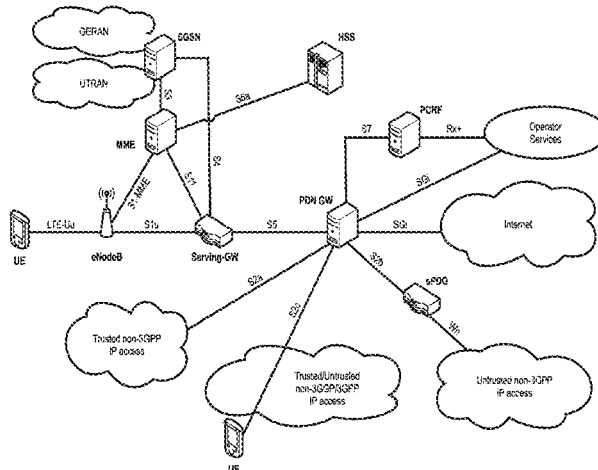 GERAN
SGSN
HSS
UTRAN
S3
S6a
MME
PCRF
S7
Rx+
Operator
Services
S1-MME
S11
SGi
PDN GW
LTE-Uu
S1u
S5
SGi
Internet
UE
eNodeB
Serving-GW
S2a
S2b
ePDG
S2c
Wn
Trusted non-3GPP
IP access
Trusted/Untrusted
non-3GPP/3GPP
IP access
Untrusted non-3GPP
IP access
UE